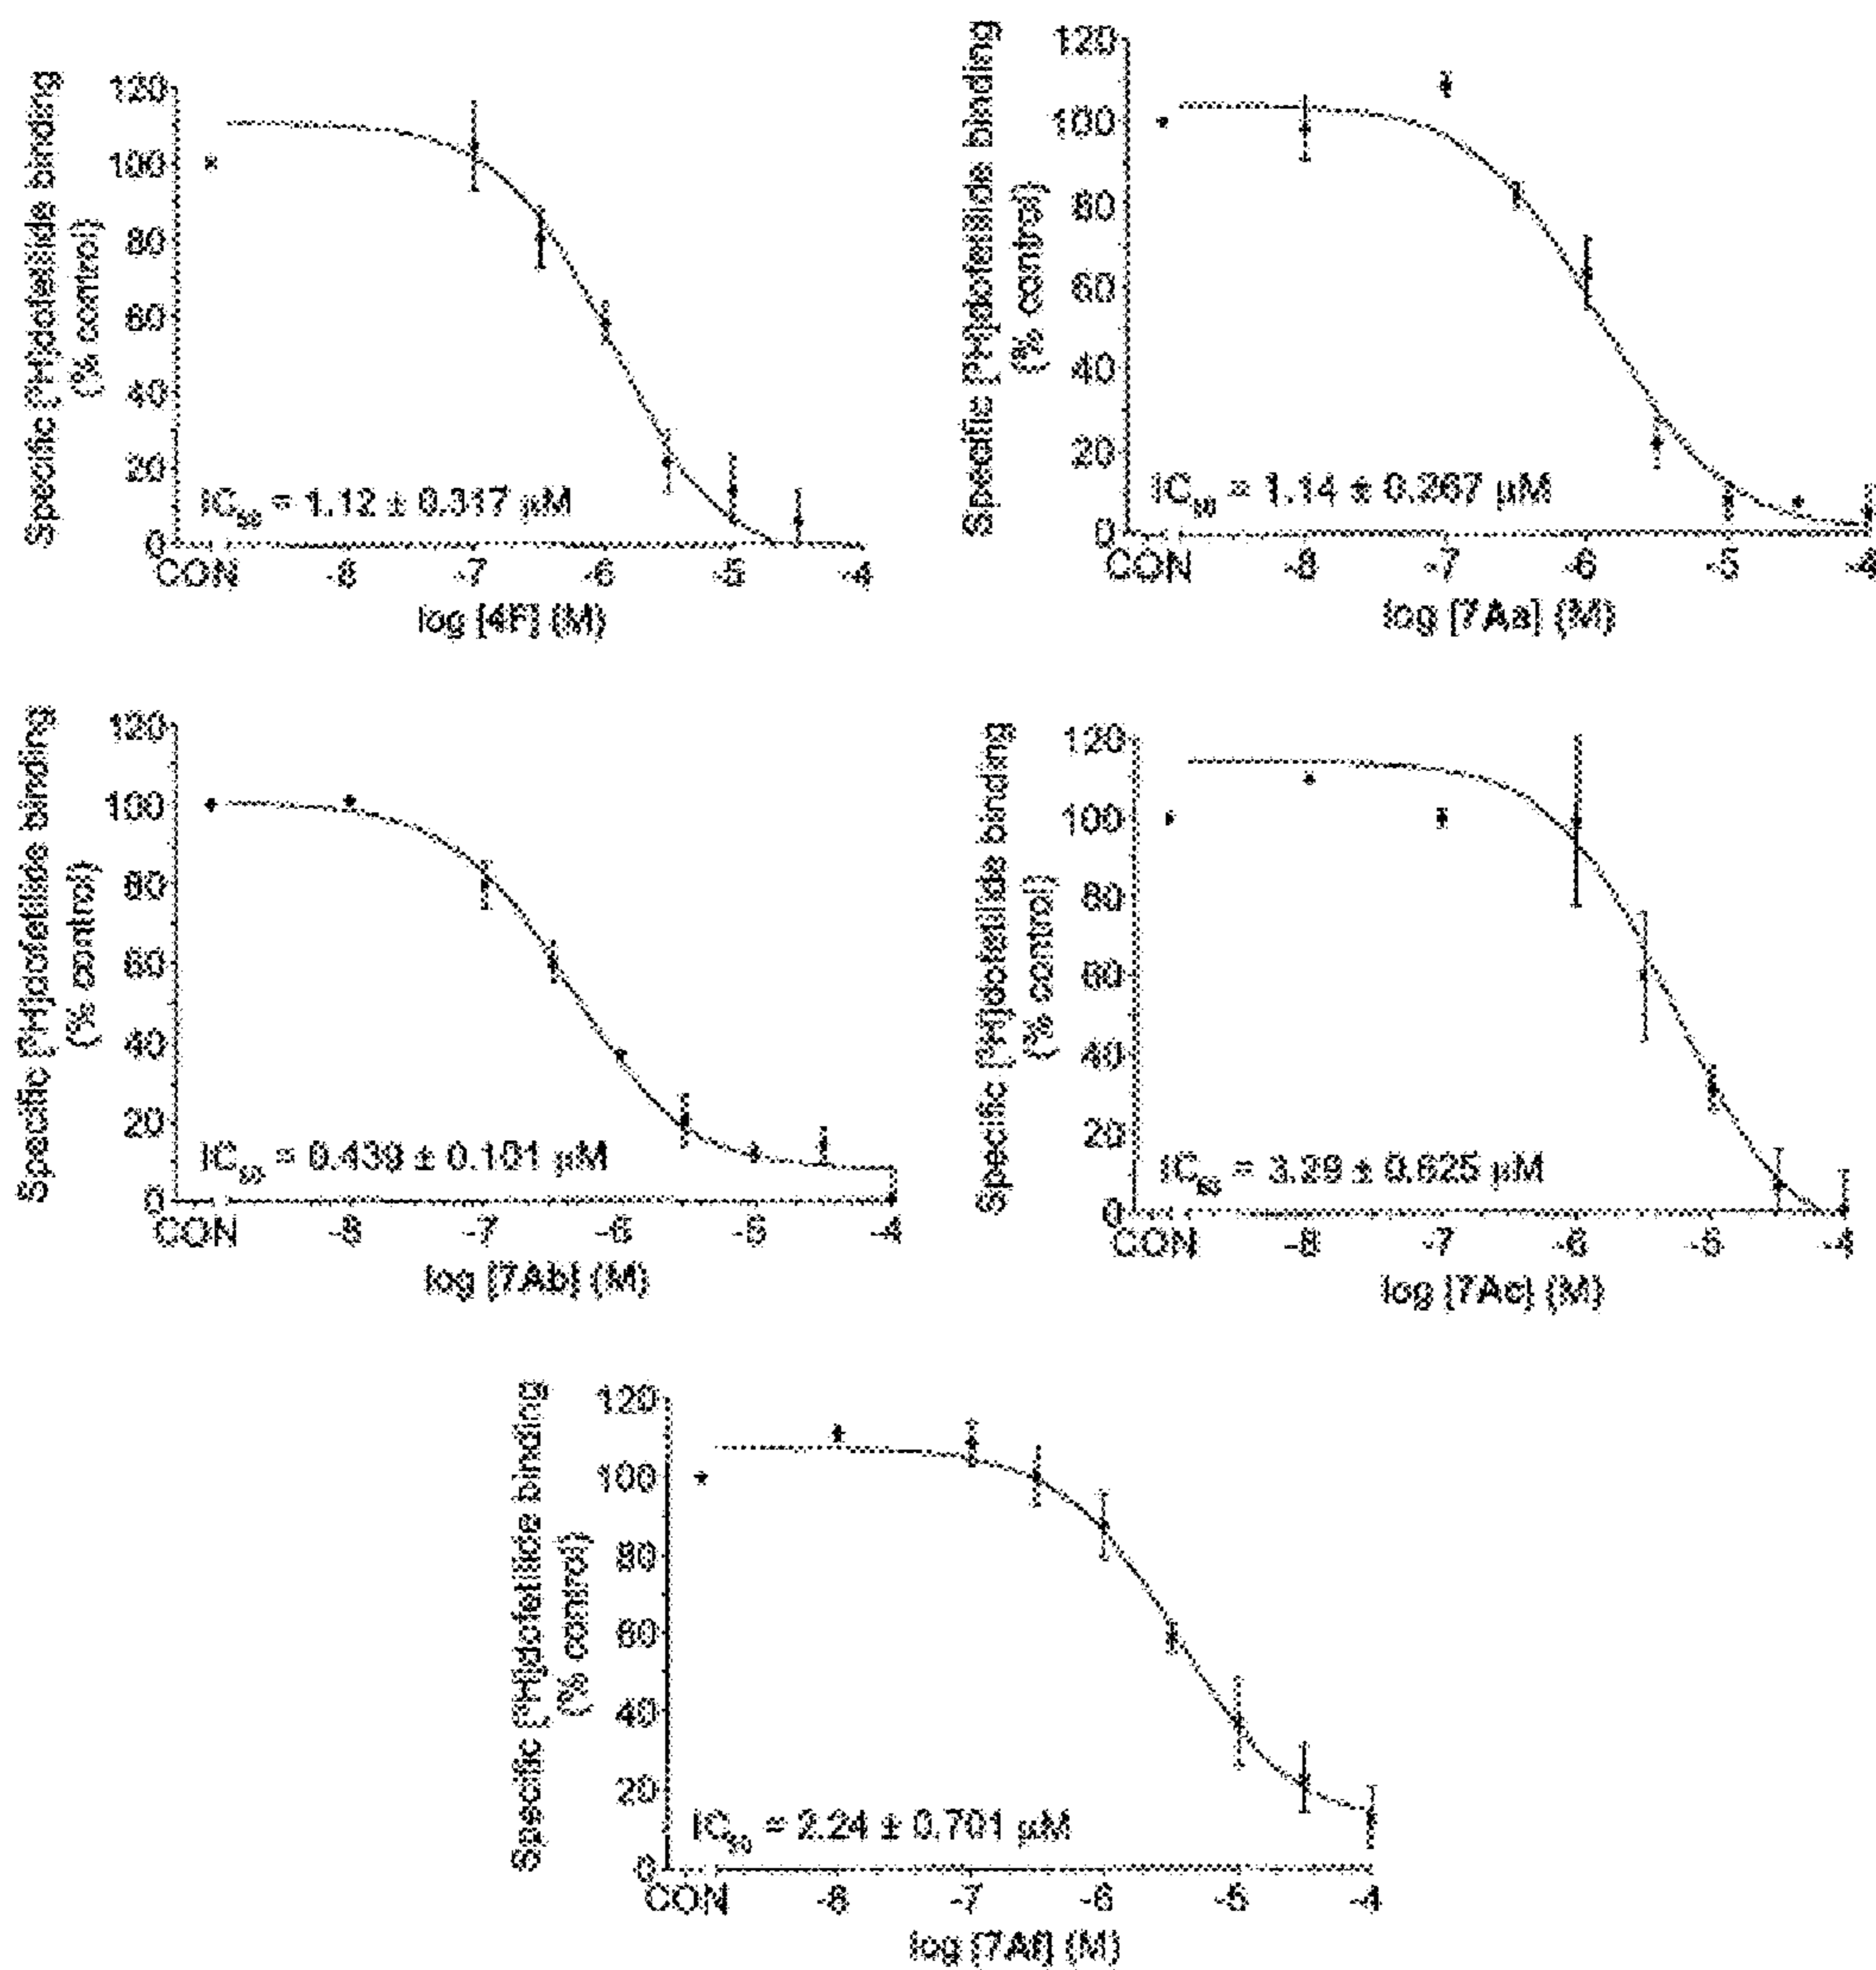 Specific [³H]dofetilide binding
(% control)
120
100
80
60
40
20
0
IC₅₀ = 1.12 ± 0.317 µM
CON -8 -7 -6 -5 -4
log [4F] (M)
Specific [³H]dofetilide binding
(% control)
120
100
80
60
40
20
0
IC₅₀ = 1.14 ± 0.267 µM
CON -8 -7 -6 -5 -4
log [7Aa] (M)
Specific [³H]dofetilide binding
(% control)
120
100
80
60
40
20
0
IC₅₀ = 0.439 ± 0.101 µM
CON -8 -7 -6 -5 -4
log [7Ab] (M)
Specific [³H]dofetilide binding
(% control)
120
100
80
60
40
20
0
IC₅₀ = 3.29 ± 0.625 µM
CON -8 -7 -6 -5 -4
log [7Ac] (M)
Specific [³H]dofetilide binding
(% control)
120
100
80
60
40
20
0
IC₅₀ = 2.24 ± 0.701 µM
CON -8 -7 -6 -5 -4
log [7Af] (M)